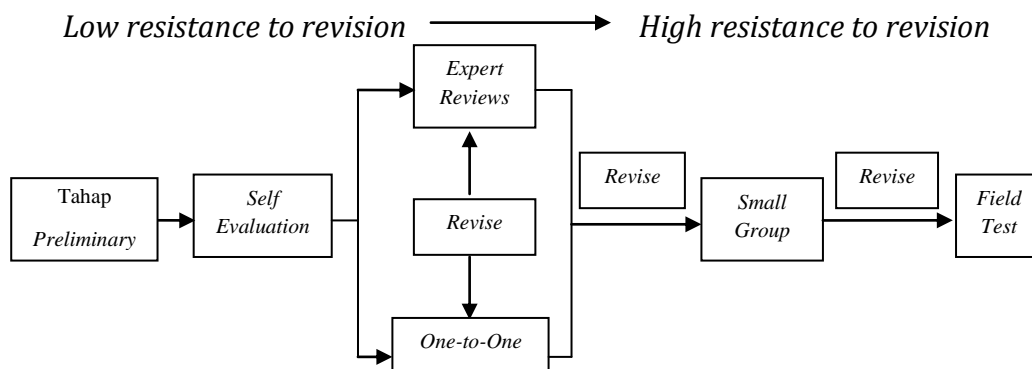 Low resistance to revision
High resistance to revision
Expert
Reviews
Tahap
Preliminary
Self
Evaluation
Revise
One-to-One
Revise
Small
Group
Revise
Field
Test